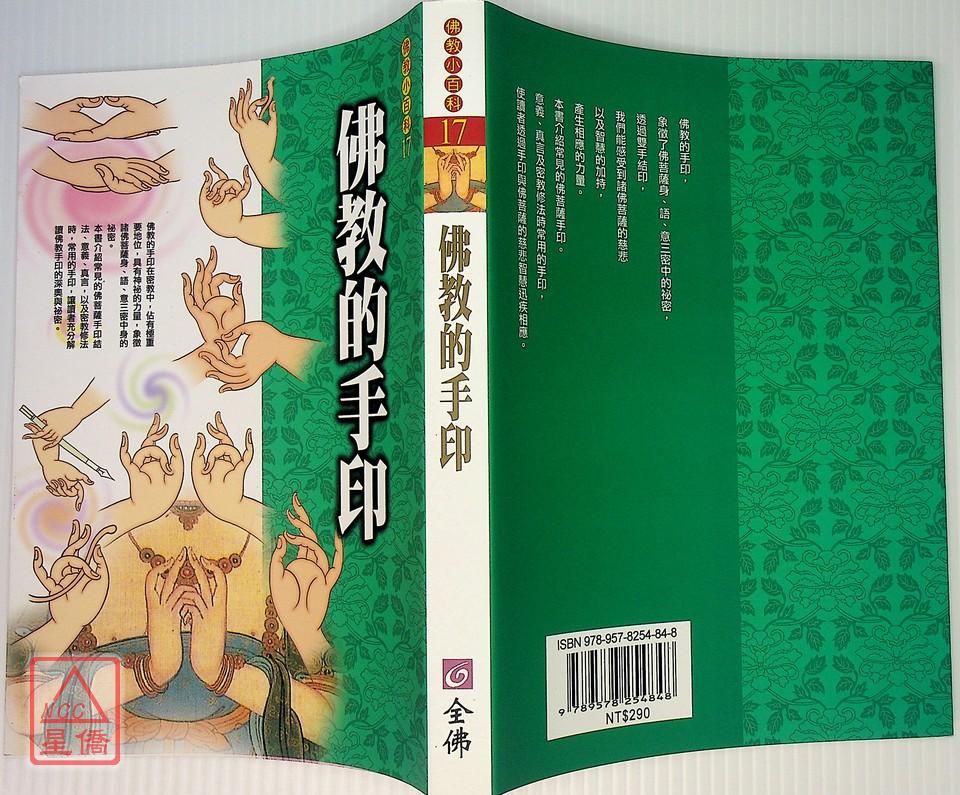 佛教小百科17
佛教的手印
佛教的手印在密教中，佔有極重
要地位，具有神祕的力量，象徵
諸佛菩薩身、語、意三密中身的
祕密。
本書介紹常見的佛菩薩手印結
法、意義、真言，以及密教修法
時，常用的手印，讓讀者充分解
讀佛教手印的深奧與祕密。
NCC
星僑
佛教小百科
17
佛教的手印
全佛
佛教的手印，
象徵了佛菩薩身、語、意三密中的祕密，
透過雙手結印，
我們能感受到諸佛菩薩的慈悲
以及智慧的加持，
產生相應的力量。
本書介紹常見的佛菩薩手印。
意義、真言及密教修法時常用的手印，
使讀者透過手印與佛菩薩的慈悲智慧迅疾相應。
ISBN 978-957-8254-84-8
9 789578 254848
NT$290